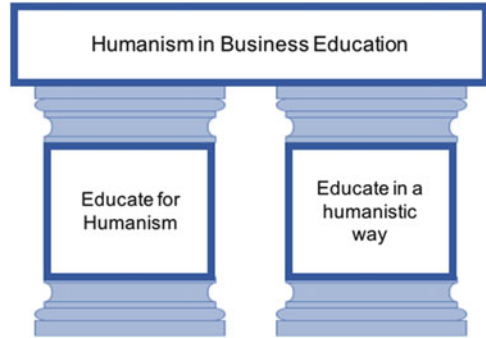 Humanism in Business Education
Educate for
Humanism
Educate in a
humanistic
way